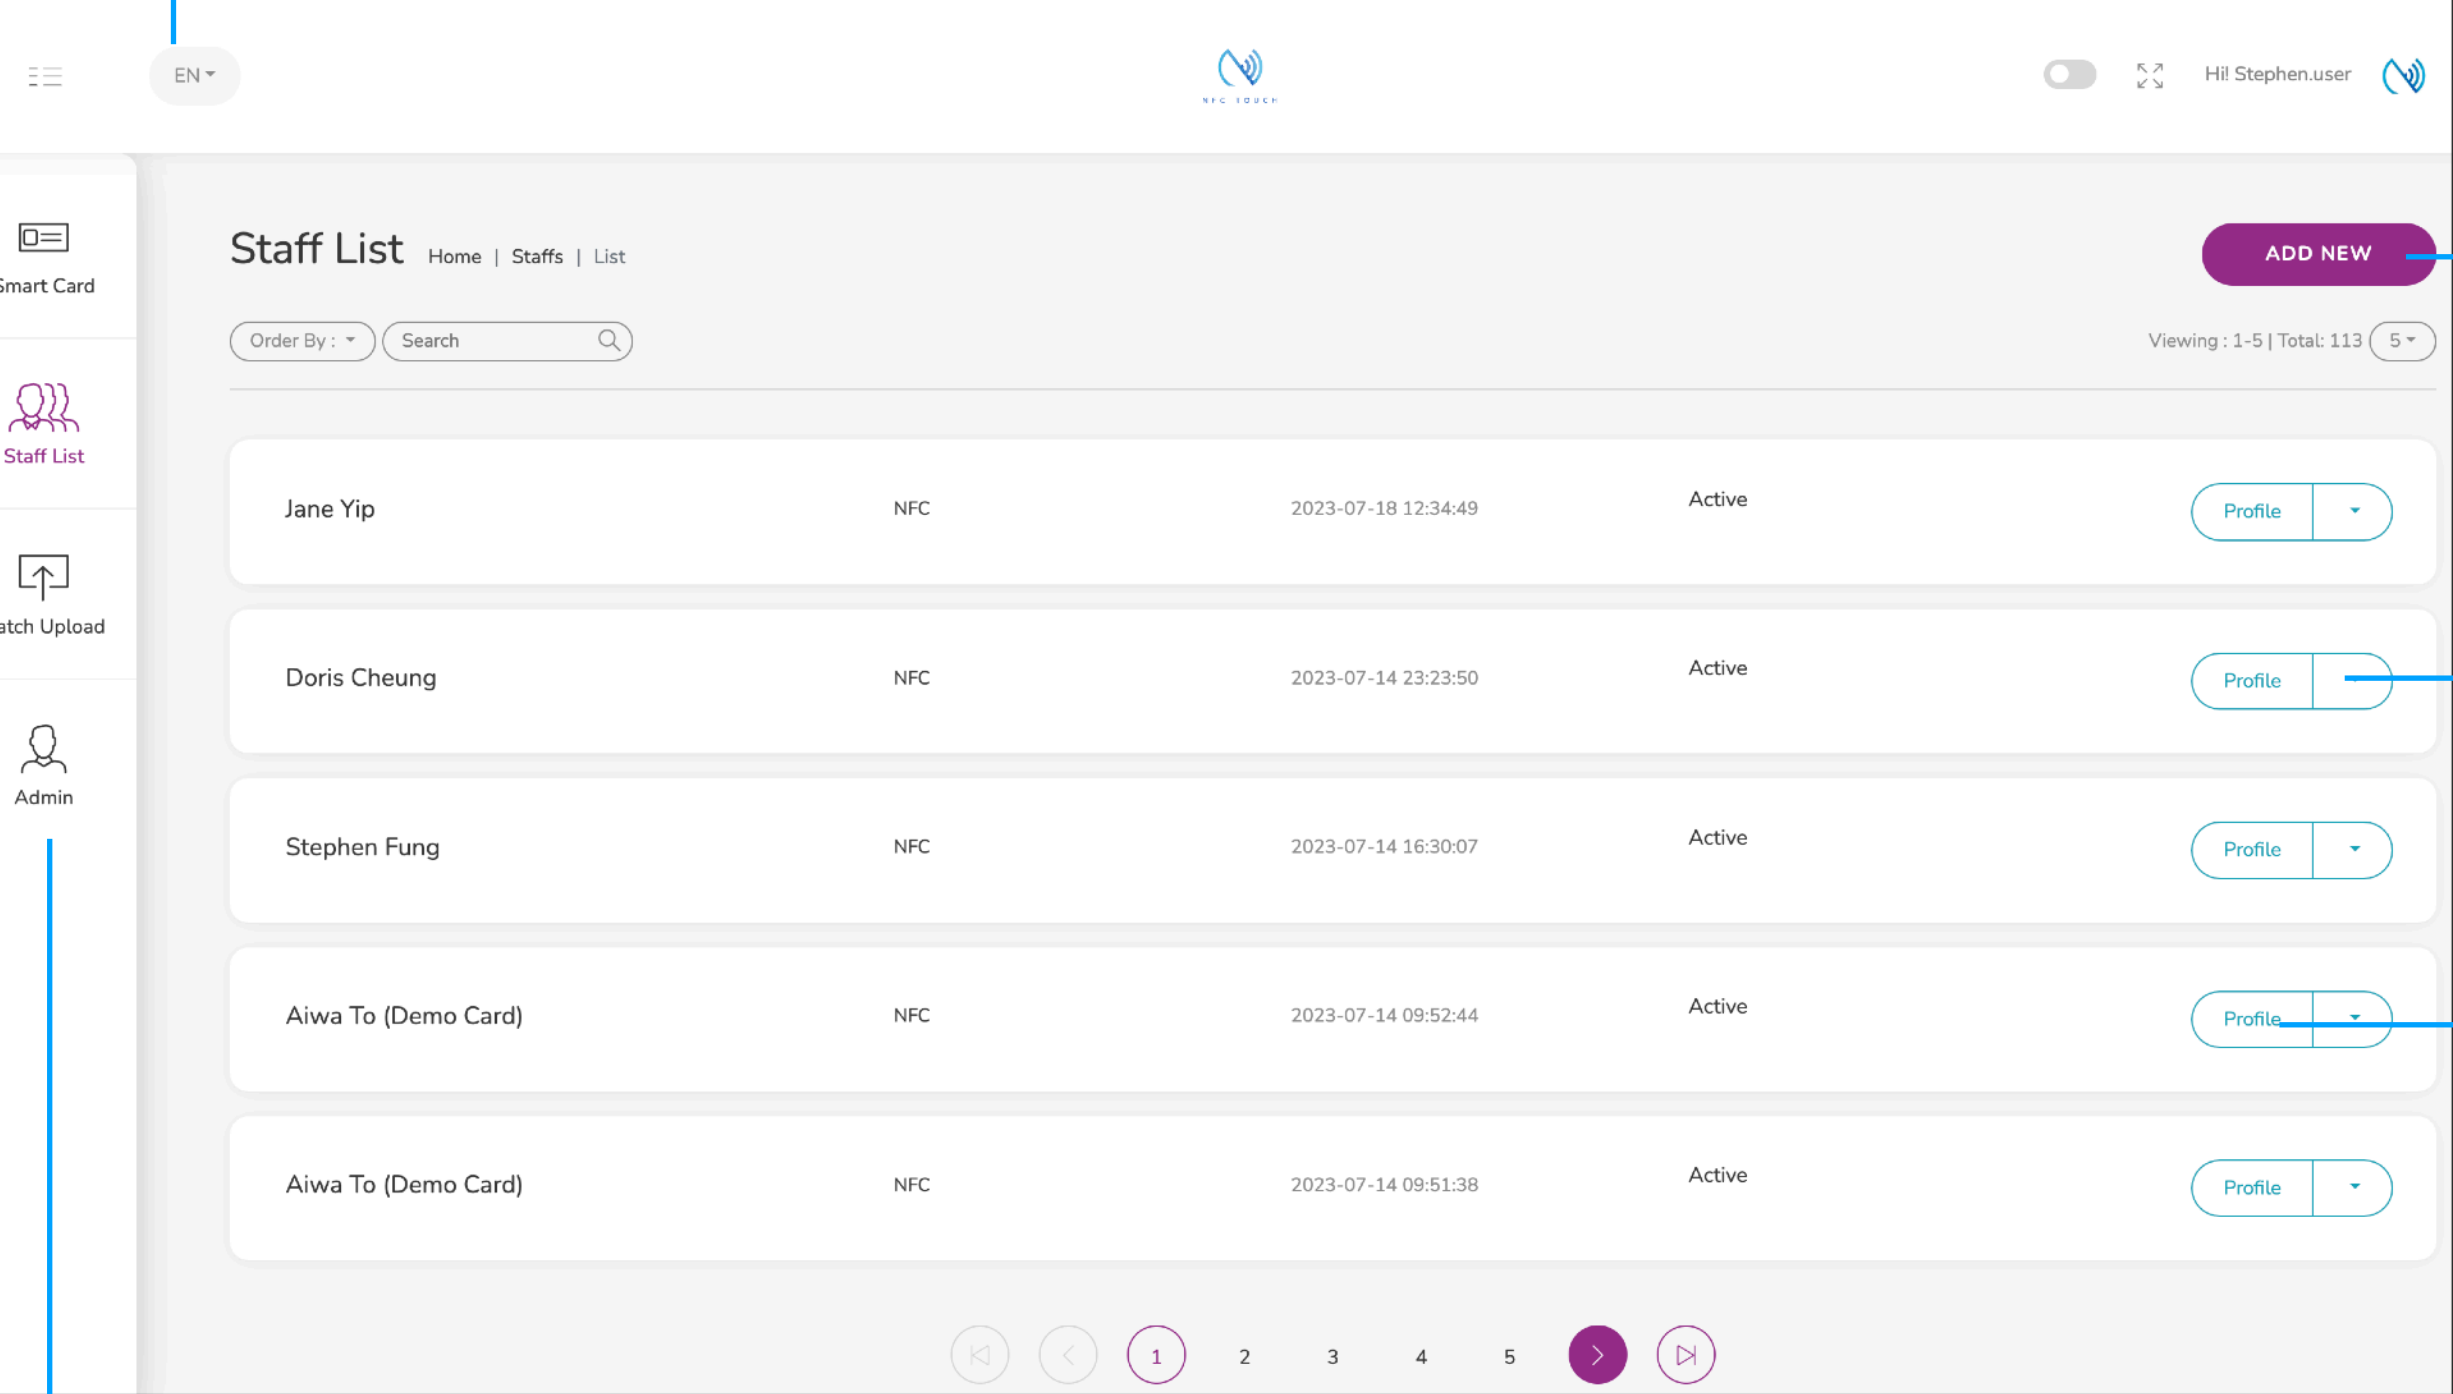 EN
NFC TOUCH
Hi! Stephen.user
Smart Card
Staff List
atch Upload
Admin
Staff List Home | Staffs | List
ADD NEW
Order By : Search
Viewing : 1-5 | Total: 113 5
Jane Yip NFC 2023-07-18 12:34:49 Active Profile
Doris Cheung NFC 2023-07-14 23:23:50 Active Profile
Stephen Fung NFC 2023-07-14 16:30:07 Active Profile
Aiwa To (Demo Card) NFC 2023-07-14 09:52:44 Active Profile
Aiwa To (Demo Card) NFC 2023-07-14 09:51:38 Active Profile
1 2 3 4 5